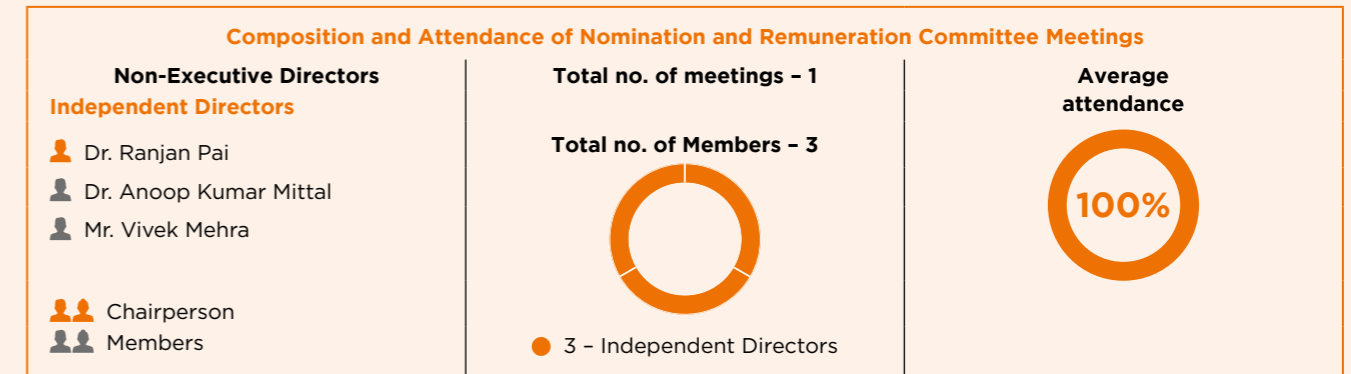 Composition and Attendance of Nomination and Remuneration Committee Meetings
Non-Executive Directors
Independent Directors
Dr. Ranjan Pai
Dr. Anoop Kumar Mittal
Mr. Vivek Mehra
Chairperson
Members
Total no. of meetings – 1
Total no. of Members – 3
3 – Independent Directors
Average
attendance
100%